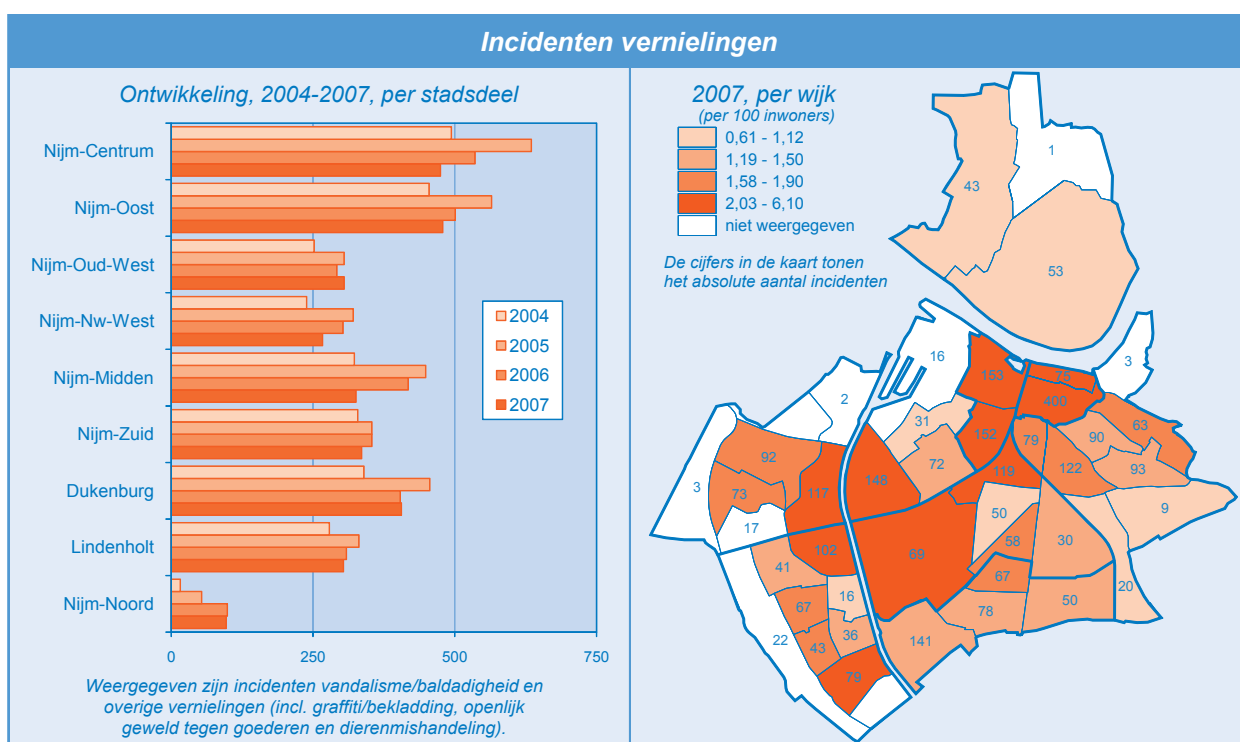 Incidenten vernielingen
Ontwikkeling, 2004-2007, per stadsdeel
Nijm-Centrum
Nijm-Oost
Nijm-Oud-West
Nijm-Nw-West
Nijm-Midden
Nijm-Zuid
Dukenburg
Lindenholt
Nijm-Noord
2004
2005
2006
2007
0
250
500
750
Weergegeven zijn incidenten vandalisme/baldadigheid en
overige vernielingen (incl. graffiti/bekladding, openlijk
geweld tegen goederen en dierenmishandeling).
2007, per wijk
(per 100 inwoners)
0,61 - 1,12
1,19 - 1,50
1,58 - 1,90
2,03 - 6,10
niet weergegeven
De cijfers in de kaart tonen
het absolute aantal incidenten
1
43
53
16
153
75
3
2
400
31
152
79
90
63
92
72
119
122
93
3
73
117
148
17
50
9
102
69
58
30
41
67
20
67
16
78
50
22
43
36
141
79